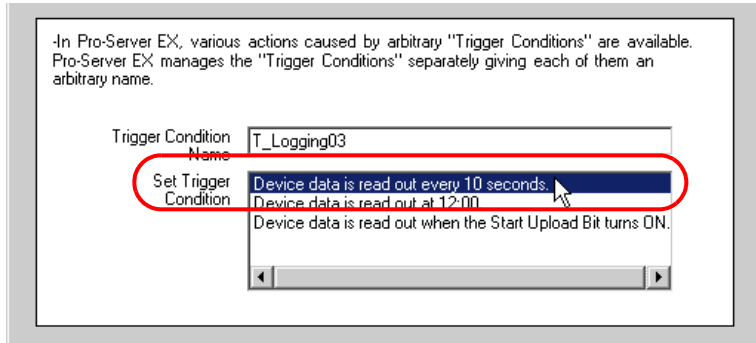 -In Pro-Server EX, various actions caused by arbitrary "Trigger Conditions" are available.
Pro-Server EX manages the "Trigger Conditions" separately giving each of them an
arbitrary name.
Trigger Condition
Name
T_Logging03
Set Trigger
Condition
Device data is read out every 10 seconds.
Device data is read out at 12:00
Device data is read out when the Start Upload Bit turns ON.